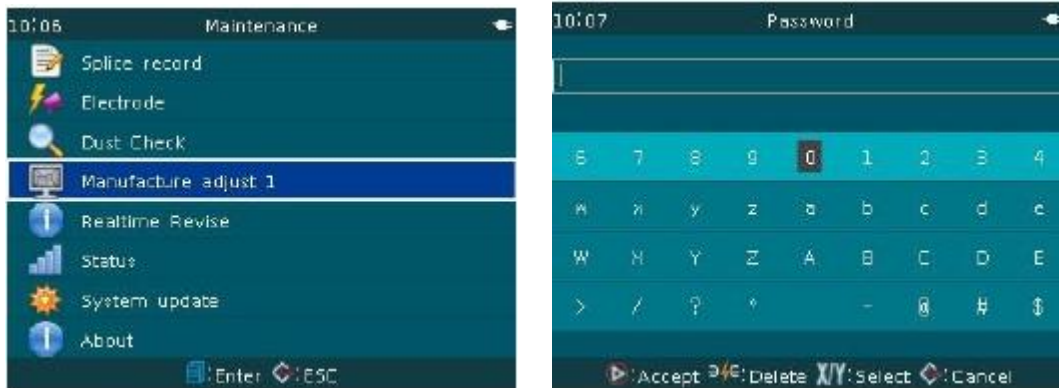 10:06 Maintenance
Splice record
Electrode
Dust Check
Manufacture adjust 1
Realtime Revise
Status
System update
About
:Enter :ESC
10:07 Password
6 7 8 9 0 1 2 3 4
w x y z a b c d e
W X Y Z A B C D E
> / ? - @ # $
:Accept :Delete X/Y:Select :Cancel